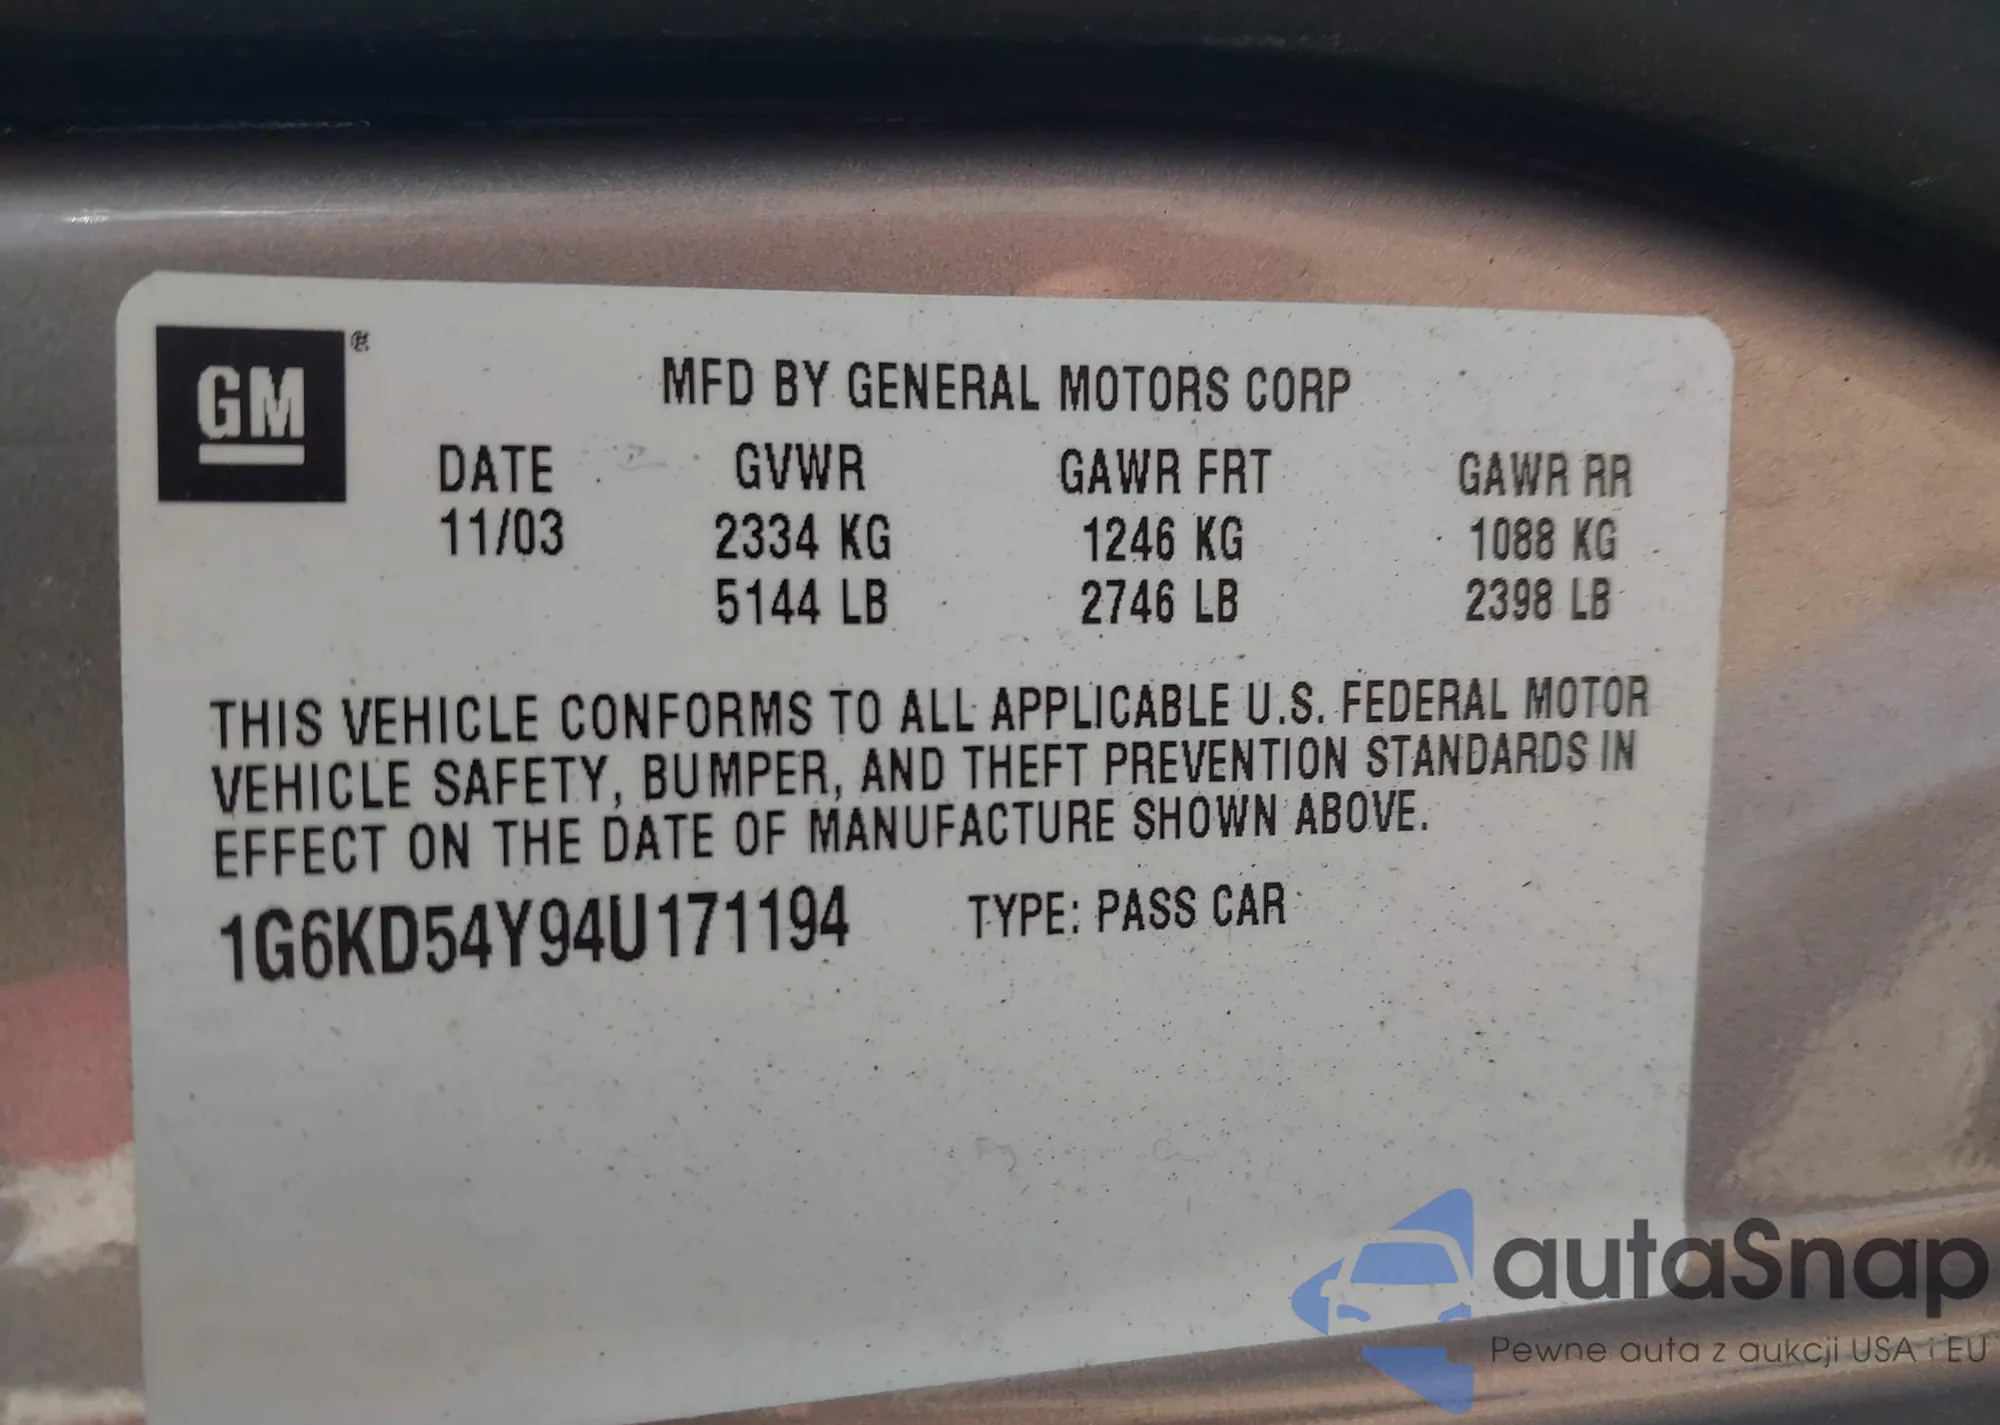 GM
MFD BY GENERAL MOTORS CORP
DATE GVWR GAWR FRT GAWR RR
11/03 2334 KG 1246 KG 1088 KG
5144 LB 2746 LB 2398 LB
THIS VEHICLE CONFORMS TO ALL APPLICABLE U.S. FEDERAL MOTOR
VEHICLE SAFETY, BUMPER, AND THEFT PREVENTION STANDARDS IN
EFFECT ON THE DATE OF MANUFACTURE SHOWN ABOVE.
1G6KD54Y94U171194 TYPE: PASS CAR
autaSnap
Pewne auta z aukcji USA i EU